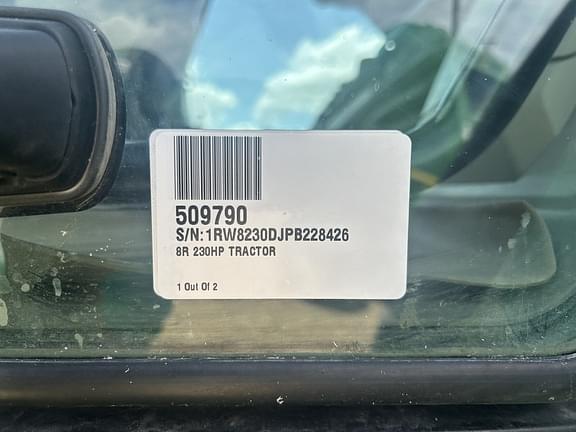 509790
S/N:1RW8230DJPB228426
8R 230HP TRACTOR
1 Out Of 2